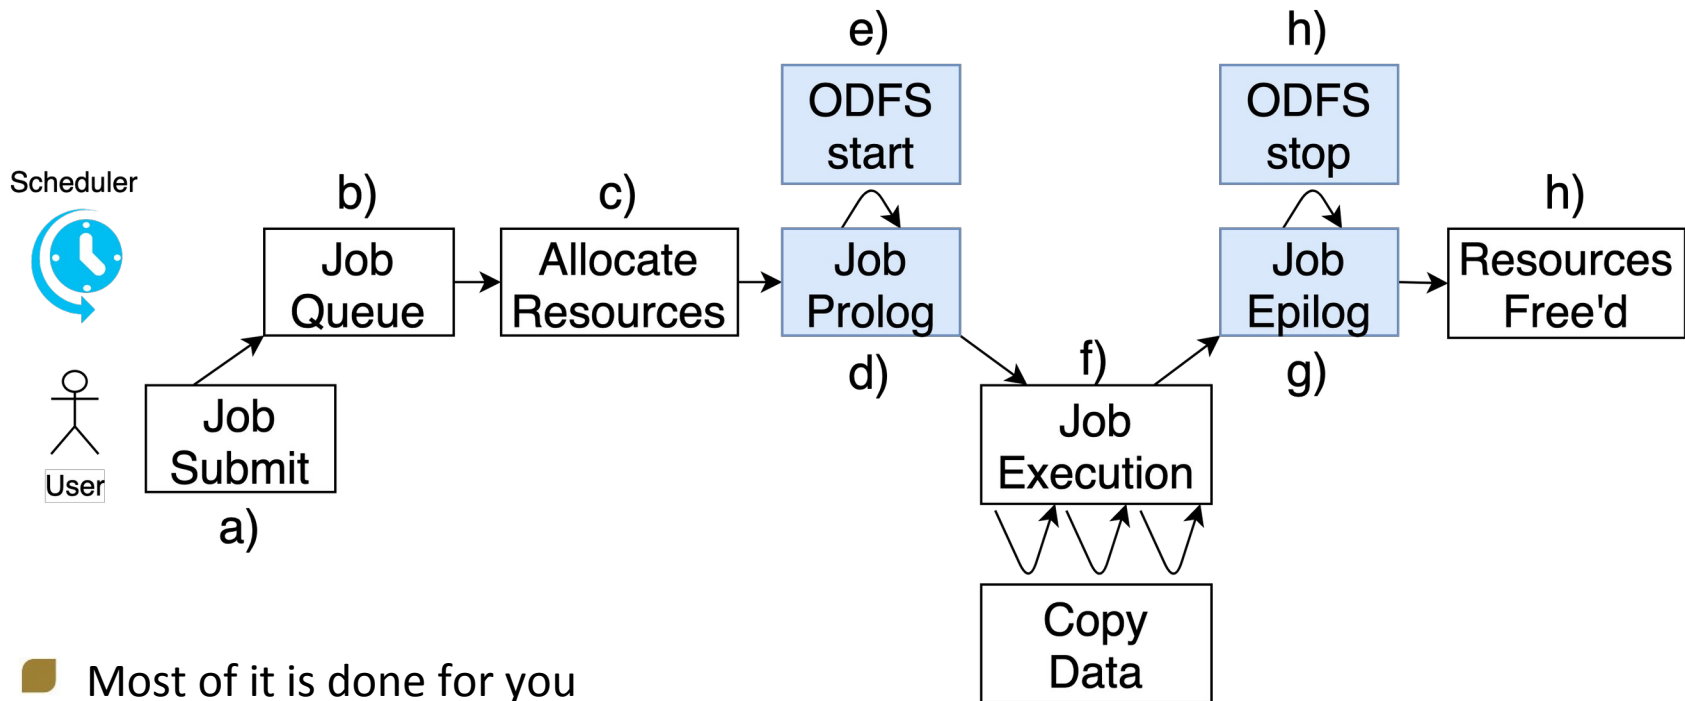 e)
h)
ODFS
start
ODFS
stop
Scheduler
b)
c)
h)
Job
Queue
Allocate
Resources
Job
Prolog
Job
Epilog
Resources
Free'd
d)
f)
g)
Job
Submit
Job
Execution
User
a)
Copy
Data
Most of it is done for you